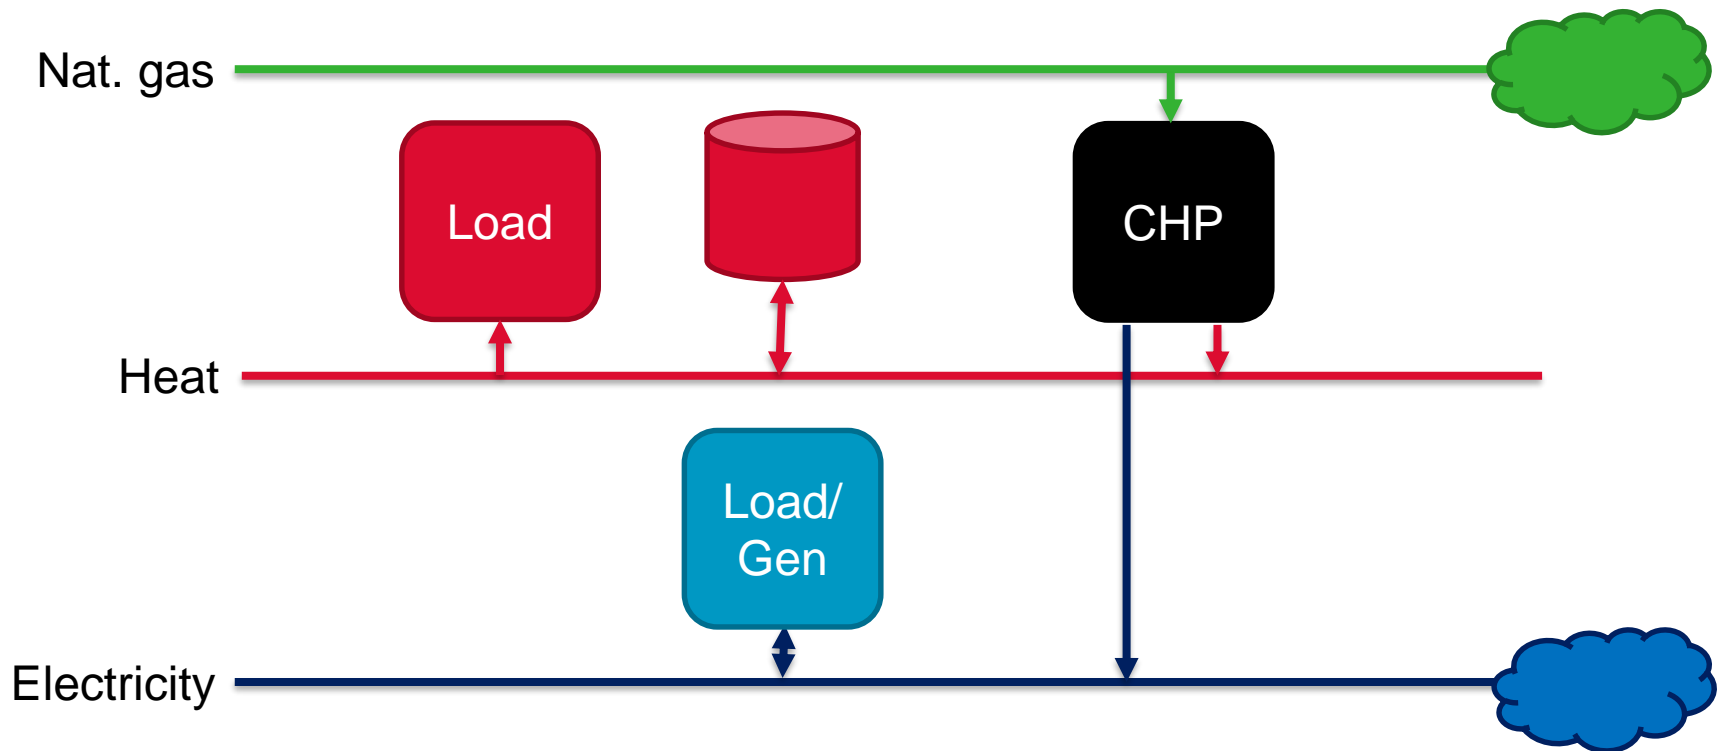 Nat. gas
Load
CHP
Heat
Load/
Gen
Electricity